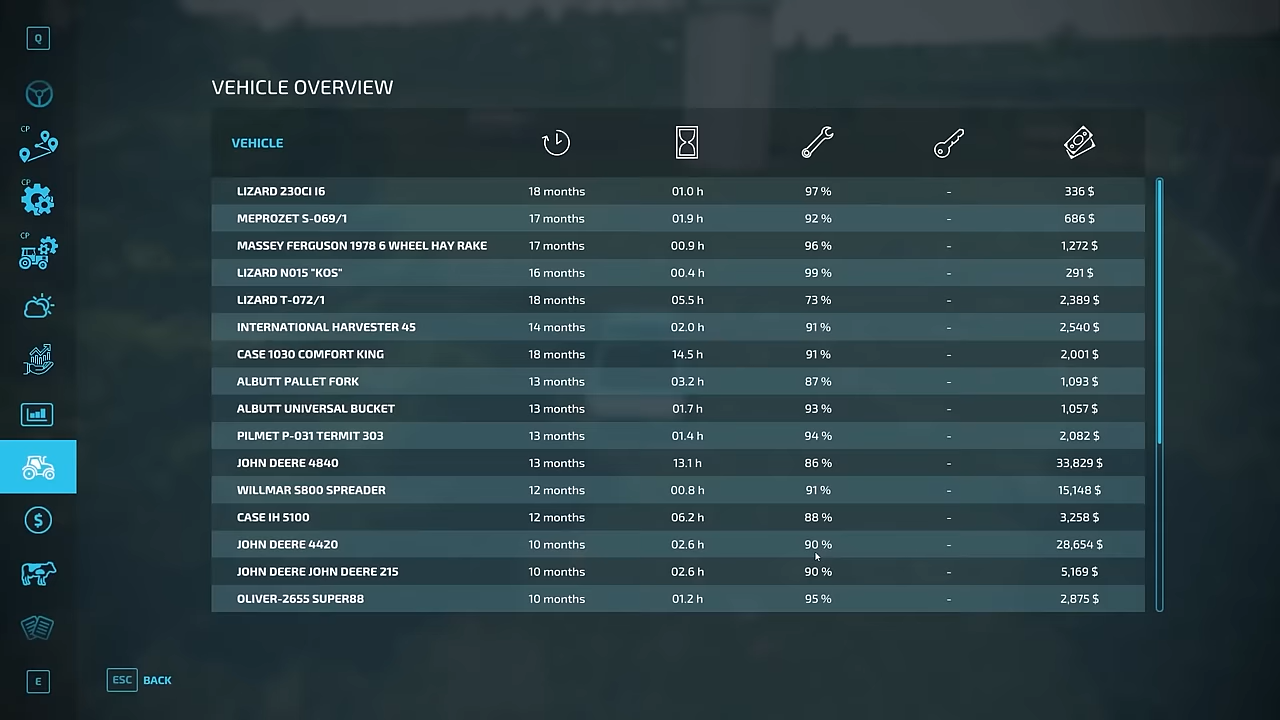 Q
VEHICLE OVERVIEW
VEHICLE
CP
CP
CP
LIZARD 230CI I6 18 months 01.0 h 97 % - 336 $
MEPROZET S-069/1 17 months 01.9 h 92 % - 686 $
MASSEY FERGUSON 1978 6 WHEEL HAY RAKE 17 months 00.9 h 96 % - 1,272 $
LIZARD N015 "KOS" 16 months 00.4 h 99 % - 291 $
LIZARD T-072/1 18 months 05.5 h 73 % - 2,389 $
INTERNATIONAL HARVESTER 45 14 months 02.0 h 91 % - 2,540 $
CASE 1030 COMFORT KING 18 months 14.5 h 91 % - 2,001 $
ALBUTT PALLET FORK 13 months 03.2 h 87 % - 1,093 $
ALBUTT UNIVERSAL BUCKET 13 months 01.7 h 93 % - 1,057 $
PILMET P-031 TERMIT 303 13 months 01.4 h 94 % - 2,082 $
JOHN DEERE 4840 13 months 13.1 h 86 % - 33,829 $
WILLMAR S800 SPREADER 12 months 00.8 h 91 % - 15,148 $
CASE IH 5100 12 months 06.2 h 88 % - 3,258 $
JOHN DEERE 4420 10 months 02.6 h 90 % - 28,654 $
JOHN DEERE JOHN DEERE 215 10 months 02.6 h 90 % - 5,169 $
OLIVER-2655 SUPER88 10 months 01.2 h 95 % - 2,875 $
$
E
ESC BACK